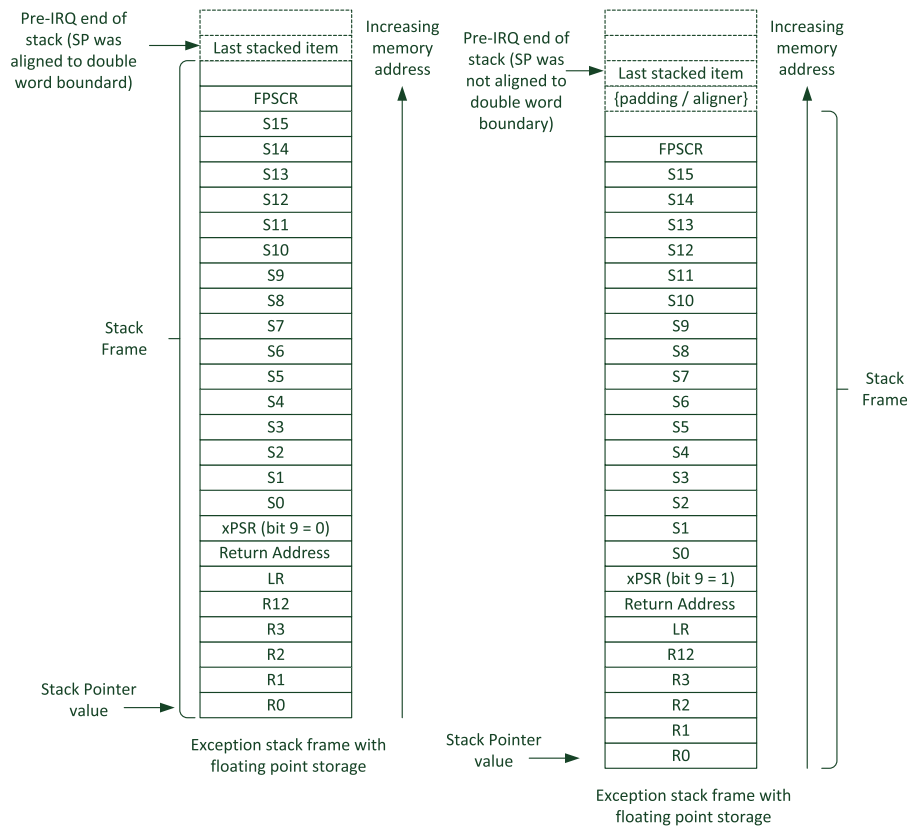 Pre-IRQ end of
stack (SP was
aligned to double
word boundard)
Last stacked item
FPSCR
S15
S14
S13
S12
S11
S10
S9
S8
S7
S6
S5
S4
S3
S2
S1
S0
xPSR (bit 9 = 0)
Return Address
LR
R12
R3
R2
R1
R0
Increasing
memory
address
Stack
Frame
Stack Pointer
value
Exception stack frame with
floating point storage
Pre-IRQ end of
stack (SP was
not aligned to
double word
boundary)
Last stacked item
{padding / aligner}
FPSCR
S15
S14
S13
S12
S11
S10
S9
S8
S7
S6
S5
S4
S3
S2
S1
S0
xPSR (bit 9 = 1)
Return Address
LR
R12
R3
R2
R1
R0
Increasing
memory
address
Stack
Frame
Stack Pointer
value
Exception stack frame with
floating point storage